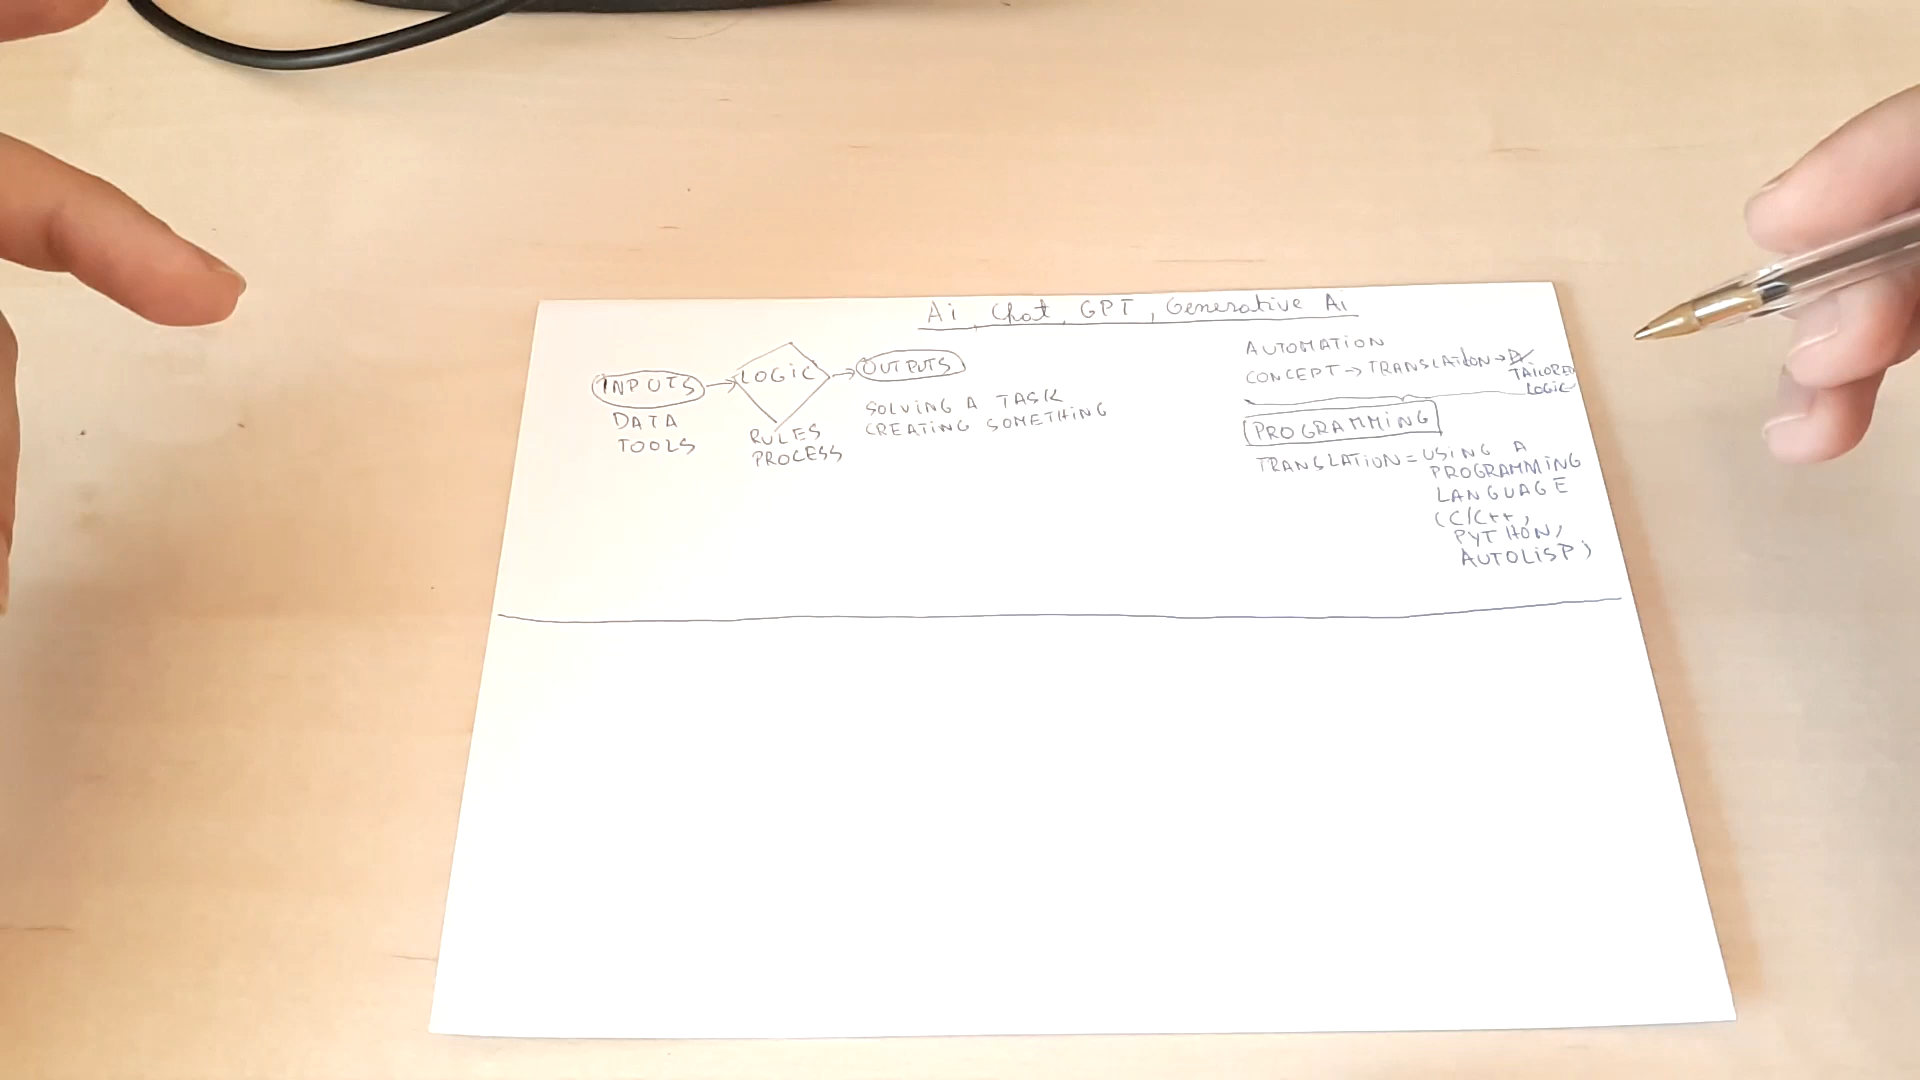 Ai, Chat, GPT, Generative Ai
INPUTS → LOGiC → OUTPUTS
DATA
TOOLS
RULES
PROCESS
SOLViNG A TASK
CREATiNG SOMETHiNG
AUTOMATiON
CONCEPT → TRANSLATiON →
TAiLORED
LOGiC
PROGRAMMiNG
TRANSLATiON = USiNG A
PROGRAMMiNG
LANGUAGE
(C/C++,
PYTHON,
AUTOLiSP)